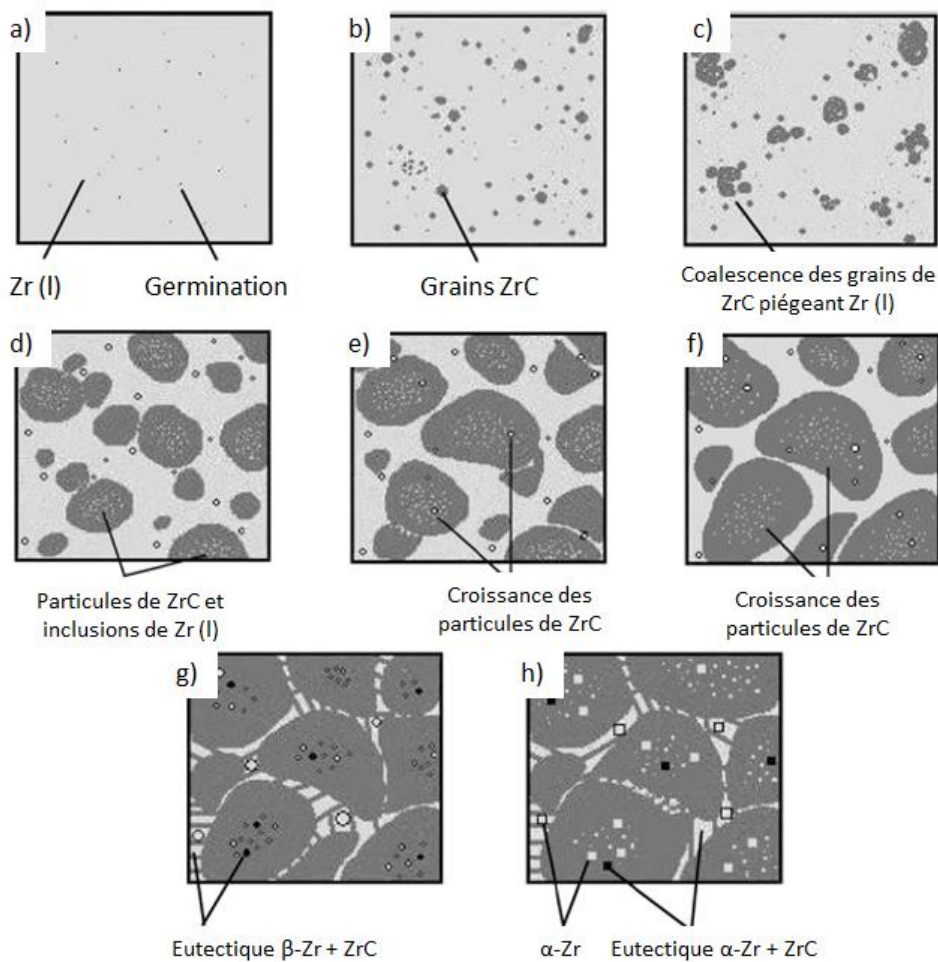 a)
b)
c)
Zr (l)
Germination
Grains ZrC
Coalescence des grains de
ZrC piégeant Zr (l)
d)
e)
f)
Particules de ZrC et
inclusions de Zr (l)
Croissance des
particules de ZrC
Croissance des
particules de ZrC
g)
h)
Eutectique β-Zr + ZrC
α-Zr
Eutectique α-Zr + ZrC